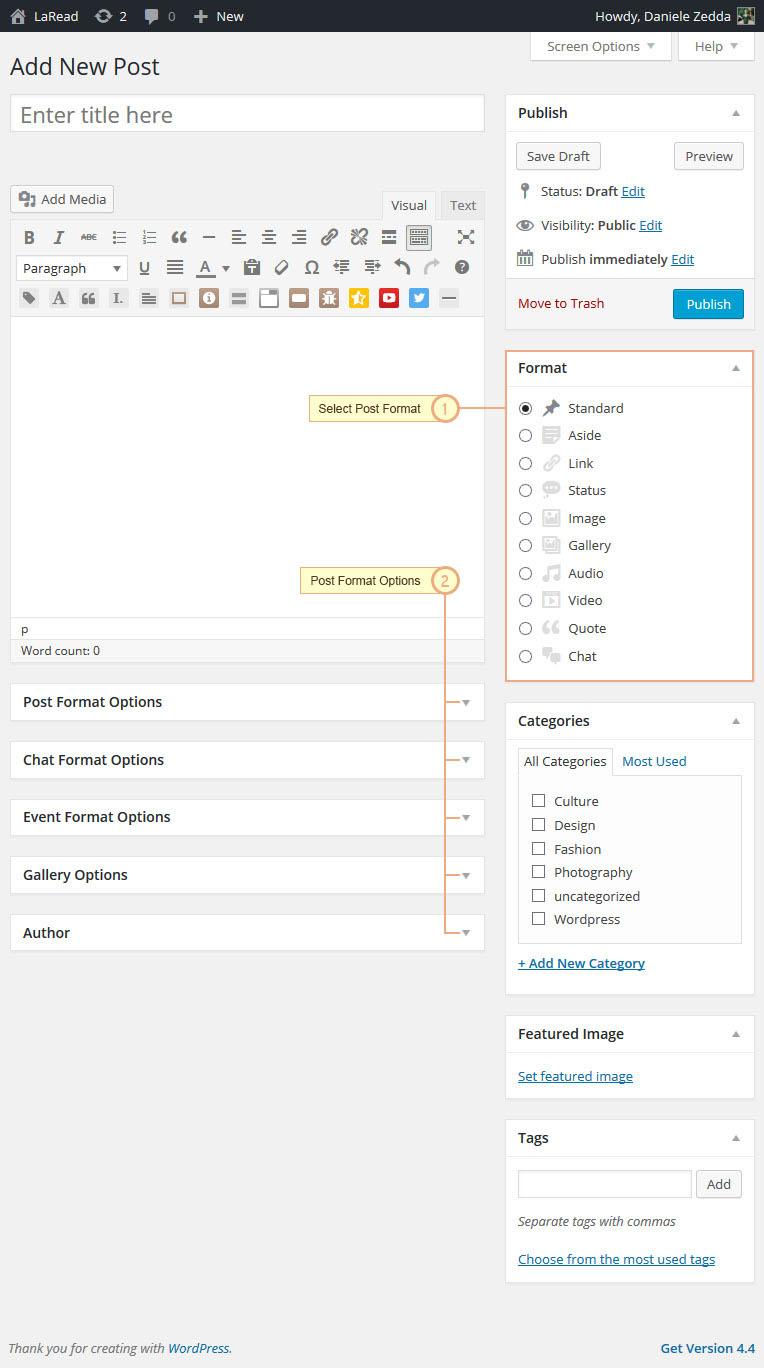 LaRead 2 0 New Howdy, Daniele Zedda
Screen Options Help
Add New Post
Enter title here
Add Media
Visual Text
B I ABC
Paragraph U A Ω ?
A I.
Select Post Format 1
Post Format Options 2
p
Word count: 0
Post Format Options
Chat Format Options
Event Format Options
Gallery Options
Author
Publish
Save Draft Preview
Status: Draft Edit
Visibility: Public Edit
Publish immediately Edit
Move to Trash Publish
Format
Standard
Aside
Link
Status
Image
Gallery
Audio
Video
Quote
Chat
Categories
All Categories Most Used
Culture
Design
Fashion
Photography
uncategorized
Wordpress
+ Add New Category
Featured Image
Set featured image
Tags
Add
Separate tags with commas
Choose from the most used tags
Thank you for creating with WordPress. Get Version 4.4